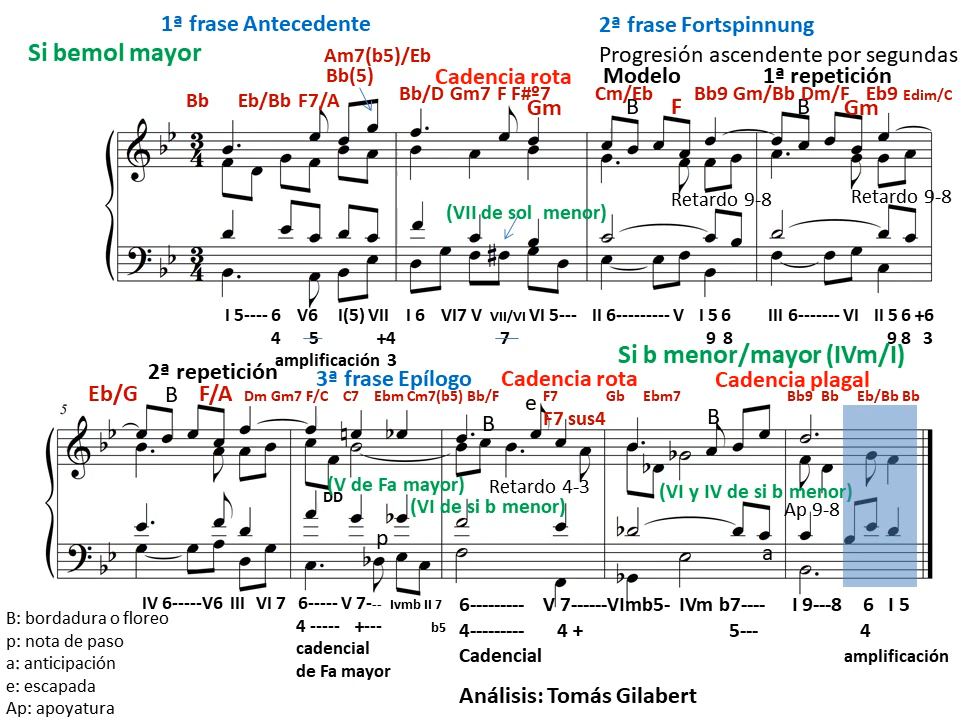 1ª frase Antecedente
2ª frase Fortspinnung
Si bemol mayor
Am7(b5)/Eb
Progresión ascendente por segundas
Bb(5)
Cadencia rota
Modelo
1ª repetición
Bb Eb/Bb F7/A
Bb/D Gm7 F F#º7
Gm
Cm/Eb
B
F
Bb9 Gm/Bb Dm/F
B
Gm
Eb9 Edim/C
3
4
Retardo 9-8
Retardo 9-8
(VII de sol menor)
3
4
I 5---- 6 V6 I(5) VII I 6 VI7 V VII/VI VI 5--- II 6--------- V I 5 6 III 6------- VI II 5 6 +6
4 5 +4 7 9 8 9 8 3
amplificación 3
Si b menor/mayor (IVm/I)
2ª repetición
3ª frase Epílogo
Cadencia rota
Cadencia plagal
5
Eb/G
B
F/A
Dm Gm7 F/C C7 Ebm Cm7(b5) Bb/F
B
e
F7
F7 sus4
Gb Ebm7
B
Bb9 Bb Eb/Bb Bb
(V de Fa mayor)
Retardo 4-3
(VI y IV de si b menor)
DD
(VI de si b menor)
Ap 9-8
p
a
IV 6-----V6 III VI 7 6----- V 7--- IVmb II 7 6--------- V 7------VImb5- IVm b7---- I 9---8 6 I 5
4 ----- +--- b5 4--------- 4 + 5--- 4
cadencial
de Fa mayor
Cadencial
amplificación
B: bordadura o floreo
p: nota de paso
a: anticipación
e: escapada
Ap: apoyatura
Análisis: Tomás Gilabert